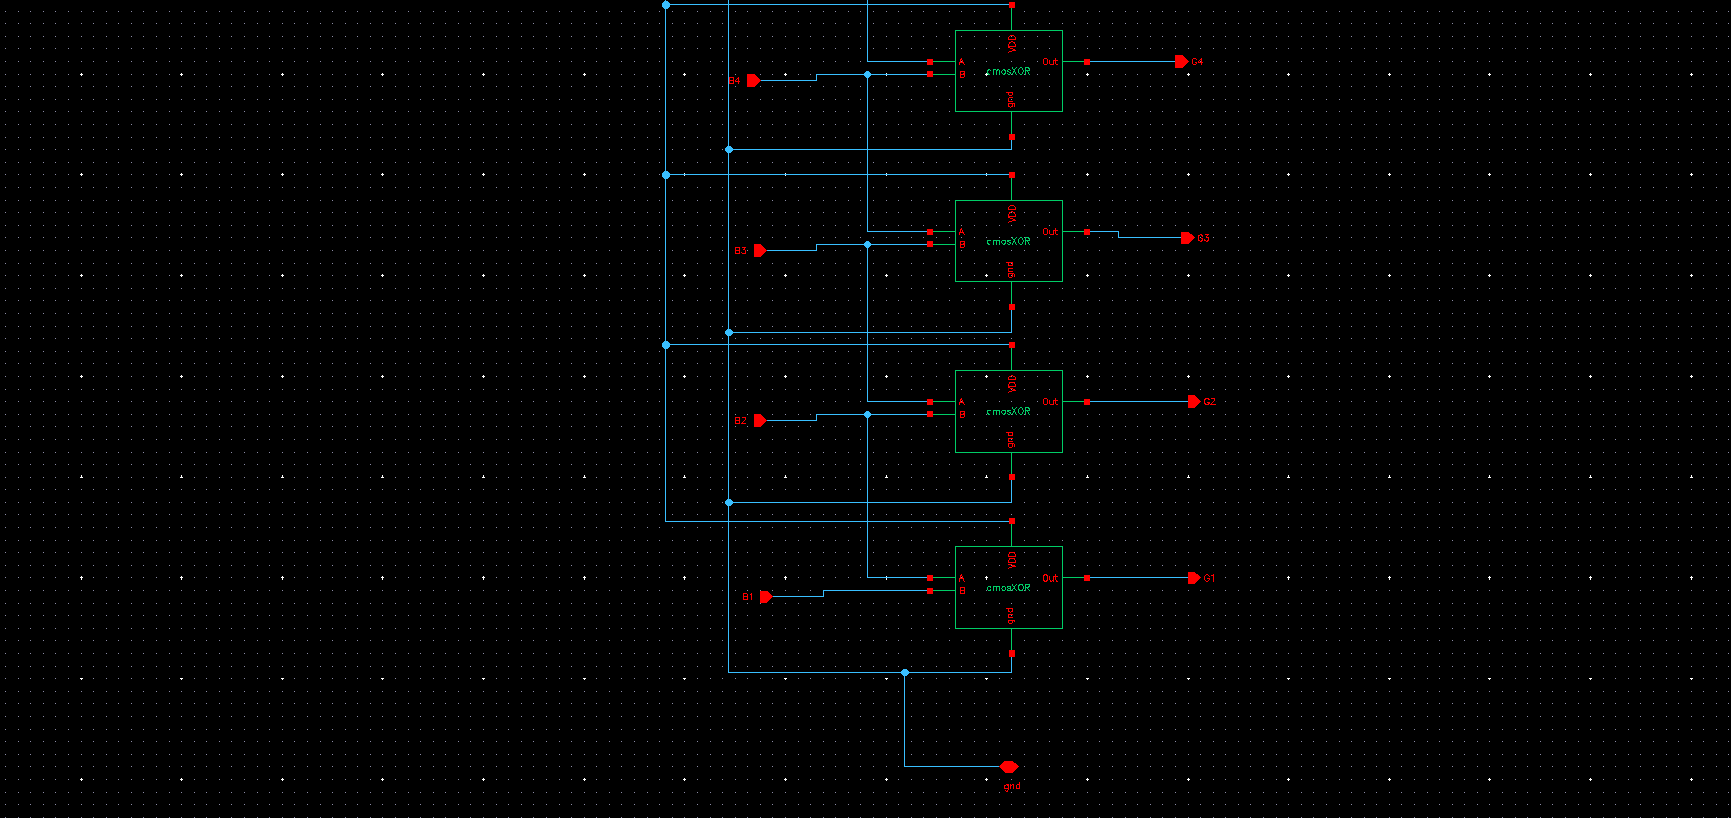 VDD
A
Out
G4
cmosXOR
B4
B
gnd
VDD
A
Out
G3
cmosXOR
B3
B
gnd
VDD
A
Out
G2
cmosXOR
B2
B
gnd
VDD
A
Out
G1
cmosXOR
B1
B
gnd
gnd